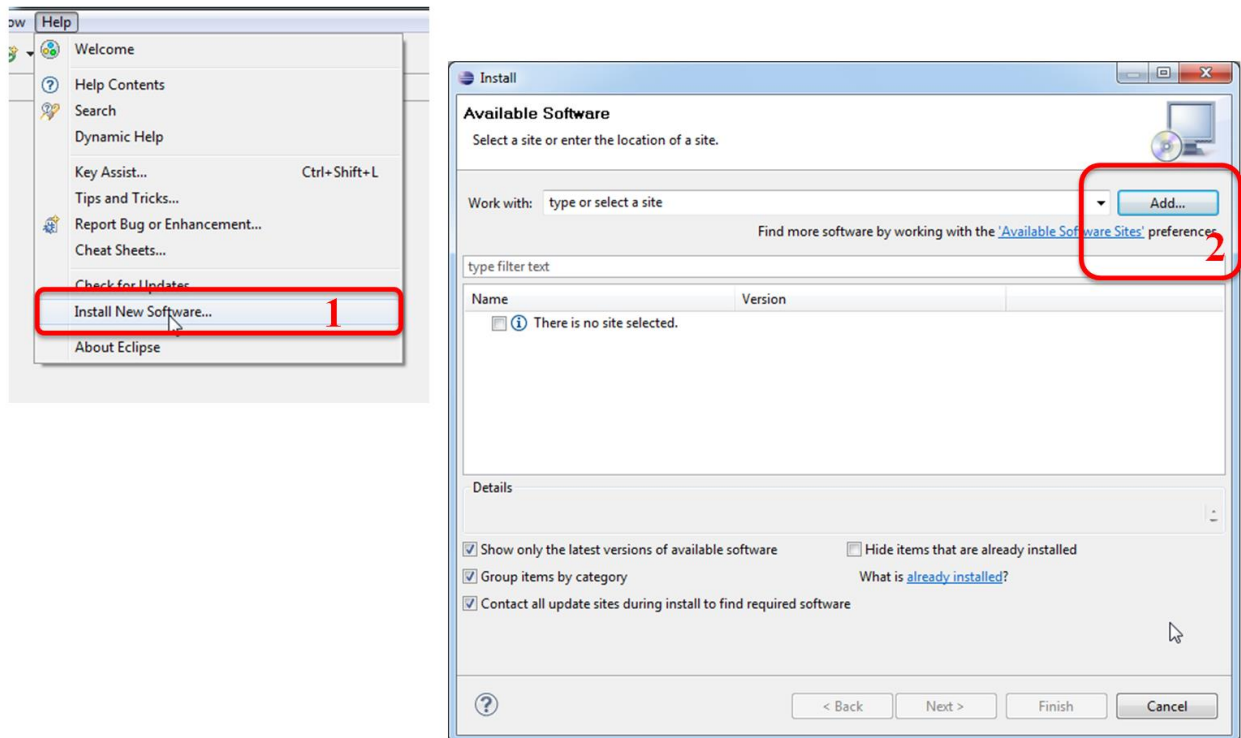 ow Help
Welcome
Help Contents
Search
Dynamic Help
Key Assist... Ctrl+Shift+L
Tips and Tricks...
Report Bug or Enhancement...
Cheat Sheets...
Check for Updates
Install New Software... 1
About Eclipse
Install
Available Software
Select a site or enter the location of a site.
Work with: type or select a site Add...
Find more software by working with the 'Available Software Sites' preferences.
2
type filter text
Name Version
There is no site selected.
Details
Show only the latest versions of available software Hide items that are already installed
Group items by category What is already installed?
Contact all update sites during install to find required software
< Back Next > Finish Cancel